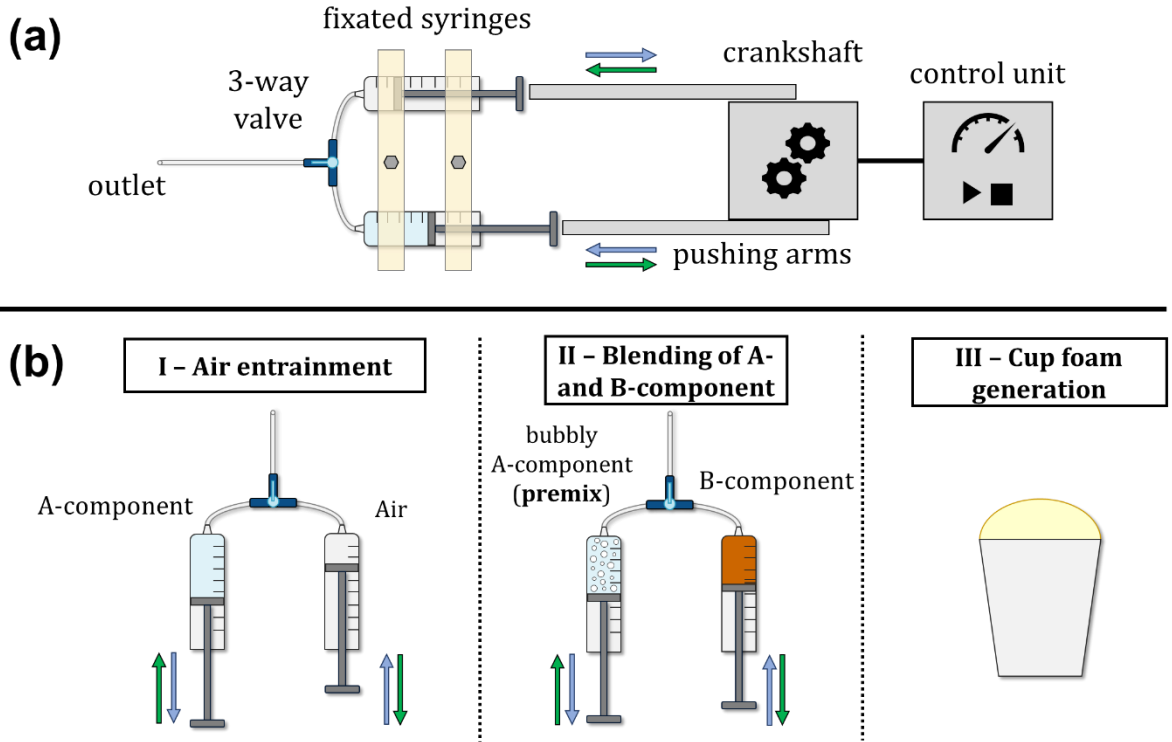 (a)
fixated syringes
3-way
valve
outlet
crankshaft
control unit
pushing arms
(b)
I – Air entrainment
A-component
Air
II – Blending of A-
and B-component
bubbly
A-component
(premix)
B-component
III – Cup foam
generation